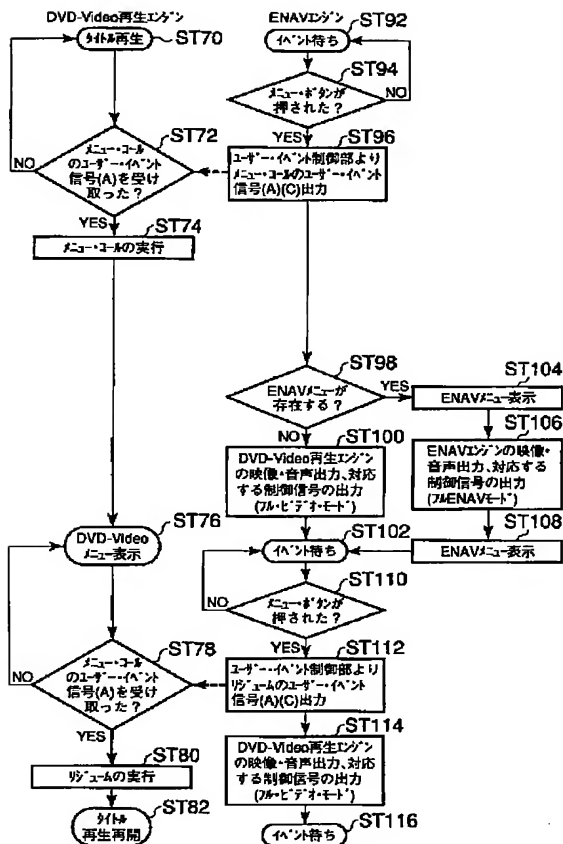 DVD-Video再生エンジン
タイトル再生
ST70
メニュー・コール
のユーザー・イベント
信号(A)を受け
取った?
ST72
NO
YES
ST74
メニュー・コールの実行
ST76
DVD-Video
メニュー表示
ST78
メニュー・コール
のユーザー・イベント
信号(A)を受け
取った?
NO
YES
ST80
リジュームの実行
ST82
タイトル
再生再開
ENAVエンジン
ST92
イベント待ち
ST94
メニュー・ボタンが
押された?
NO
YES
ST96
ユーザー・イベント制御部より
メニュー・コールのユーザー・イベント
信号(A)(C)出力
ST98
ENAVメニューが
存在する?
YES
NO
ST100
DVD-Video再生エンジン
の映像・音声出力、対応
する制御信号の出力
(フル・ビデオ・モード)
ST104
ENAVメニュー表示
ST106
ENAVエンジンの映像・
音声出力、対応する
制御信号の出力
(フルENAVモード)
ST108
ENAVメニュー表示
ST102
イベント待ち
ST110
メニュー・ボタンが
押された?
NO
YES
ST112
ユーザー・イベント制御部より
リジュームのユーザー・イベント
信号(A)(C)出力
ST114
DVD-Video再生エンジン
の映像・音声出力、対応
する制御信号の出力
(フル・ビデオ・モード)
ST116
イベント待ち